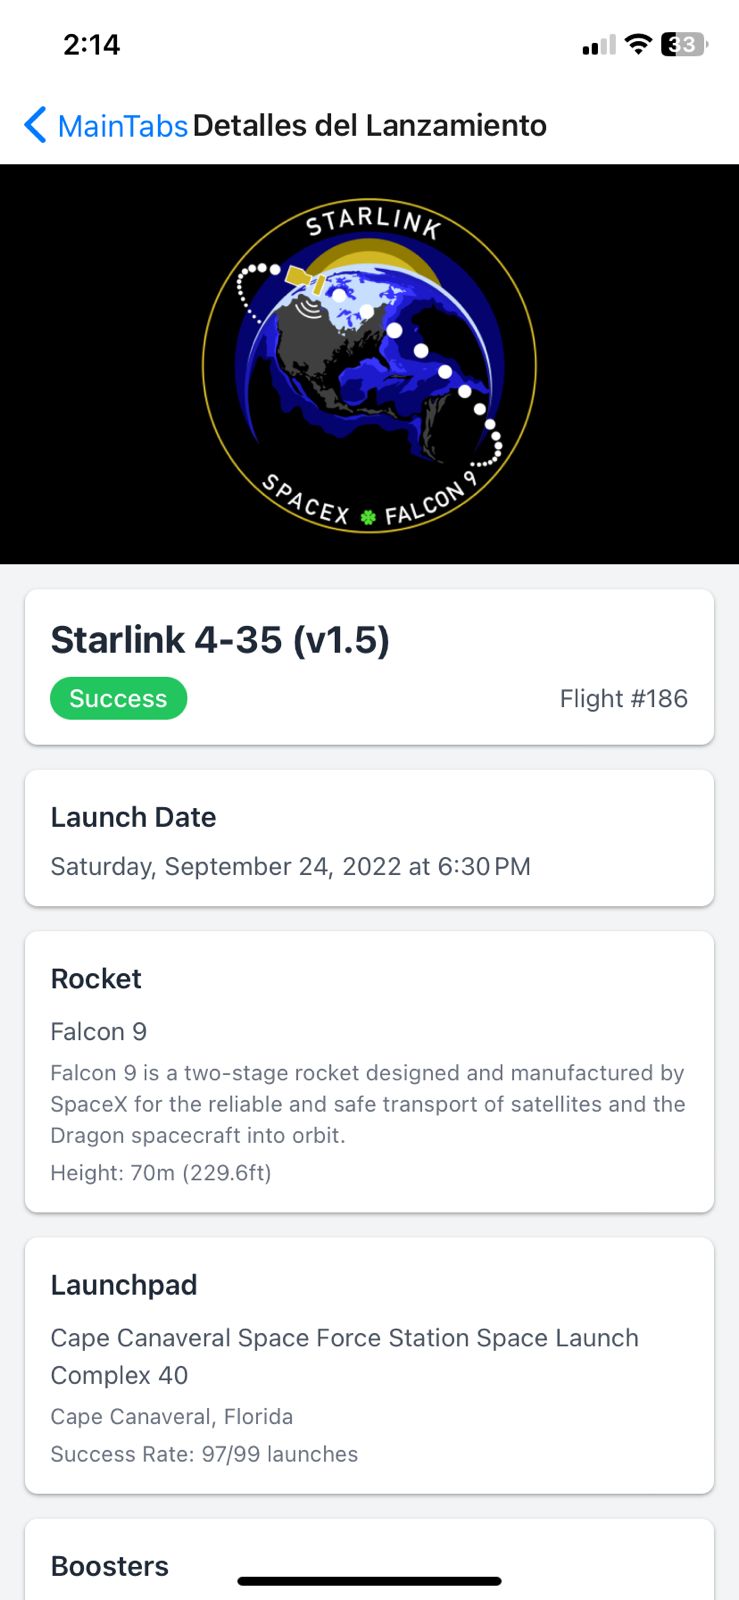 2:14
33
MainTabs Detalles del Lanzamiento
STARLINK
SPACEX FALCON 9
Starlink 4-35 (v1.5)
Success
Flight #186
Launch Date
Saturday, September 24, 2022 at 6:30 PM
Rocket
Falcon 9
Falcon 9 is a two-stage rocket designed and manufactured by
SpaceX for the reliable and safe transport of satellites and the
Dragon spacecraft into orbit.
Height: 70m (229.6ft)
Launchpad
Cape Canaveral Space Force Station Space Launch
Complex 40
Cape Canaveral, Florida
Success Rate: 97/99 launches
Boosters